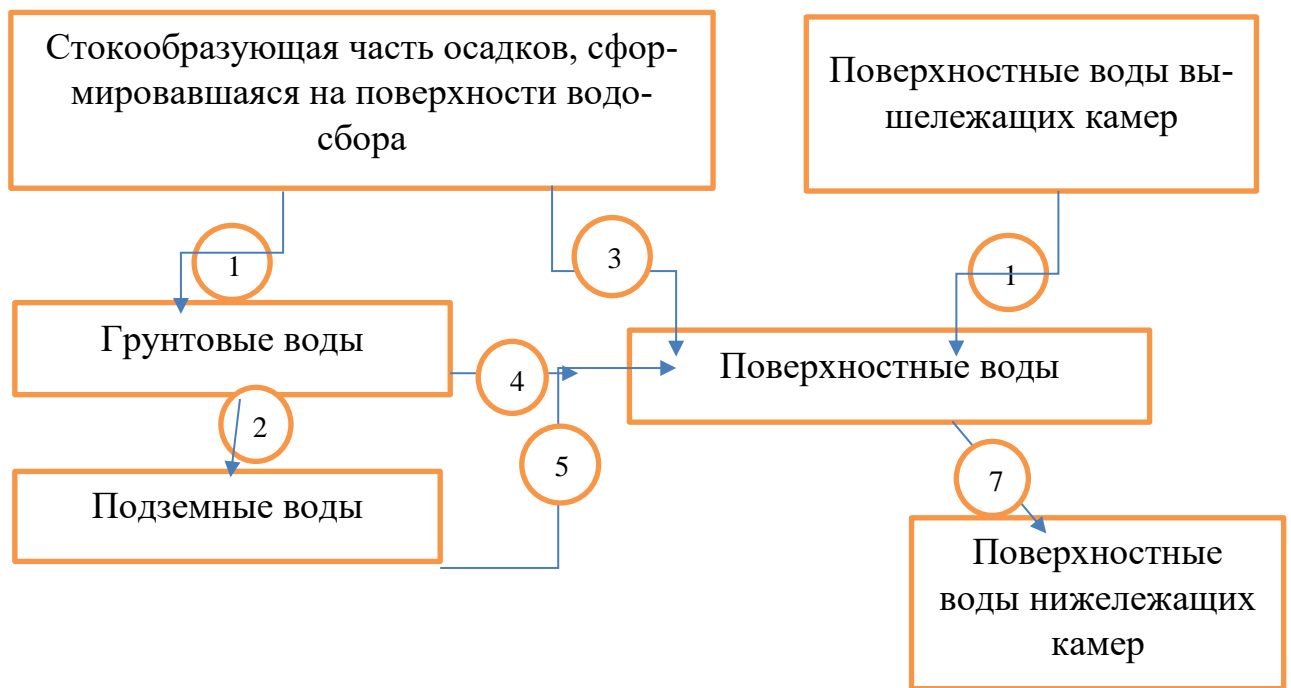 Стокообразующая часть осадков, сфор-
мировавшаяся на поверхности водо-
сбора
Поверхностные воды вы-
шележащих камер
1
3
1
Грунтовые воды
4
Поверхностные воды
2
5
7
Подземные воды
Поверхностные
воды нижележащих
камер